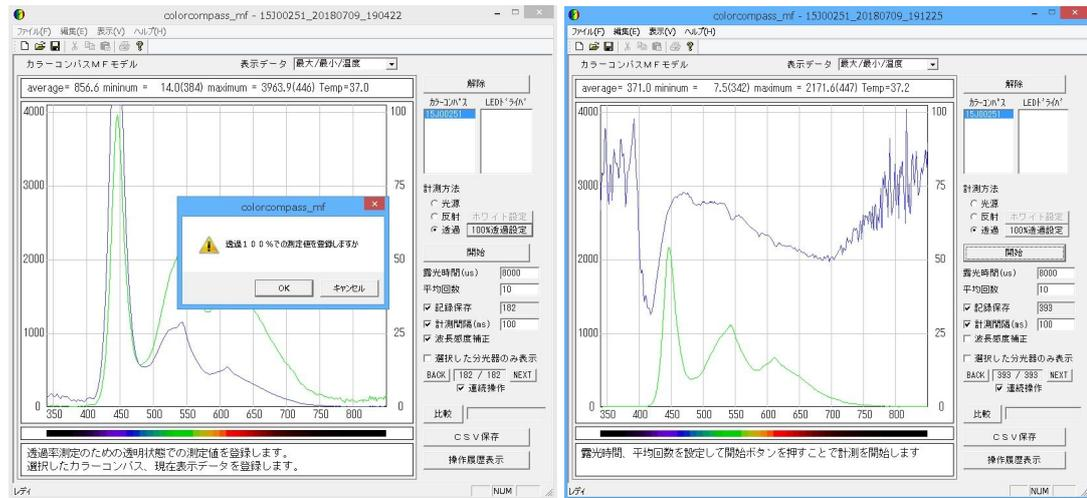 colorcompass_mf - 15J00251_20180709_190422
ファイル(F) 編集(E) 表示(V) ヘルプ(H)
カラーコンパスMFモデル 表示データ 最大/最小/温度
average= 856.6 mininum = 14.0(384) maximum = 3963.9(446) Temp=37.0
4000 100
3000 75
2000 50
1000 25
0 0
350 400 450 500 550 600 650 700 750 800
colorcompass_mf
透過100%での測定値を登録しますか
OK キャンセル
解除
カラーコンパス LEDドライバ
15J00251
計測方法
光源
反射 ホワイト設定
透過 100%透過設定
開始
露光時間(us) 8000
平均回数 10
記録保存 182
計測間隔(ms) 100
波長感度補正
選択した分光器のみ表示
BACK 182 / 182 NEXT
連続操作
比較
CSV保存
操作履歴表示
透過率測定のための透明状態での測定値を登録します。
選択したカラーコンパス、現在表示データを登録します。
レディ NUM
colorcompass_mf - 15J00251_20180709_191225
ファイル(F) 編集(E) 表示(V) ヘルプ(H)
カラーコンパスMFモデル 表示データ 最大/最小/温度
average= 371.0 mininum = 7.5(342) maximum = 2171.6(447) Temp=37.2
4000 100
3000 75
2000 50
1000 25
0 0
350 400 450 500 550 600 650 700 750 800
解除
カラーコンパス LEDドライバ
15J00251
計測方法
光源
反射 ホワイト設定
透過 100%透過設定
開始
露光時間(us) 8000
平均回数 10
記録保存 393
計測間隔(ms) 100
波長感度補正
選択した分光器のみ表示
BACK 393 / 393 NEXT
連続操作
比較
CSV保存
操作履歴表示
露光時間、平均回数を設定して開始ボタンを押すことで計測を開始します
レディ NUM